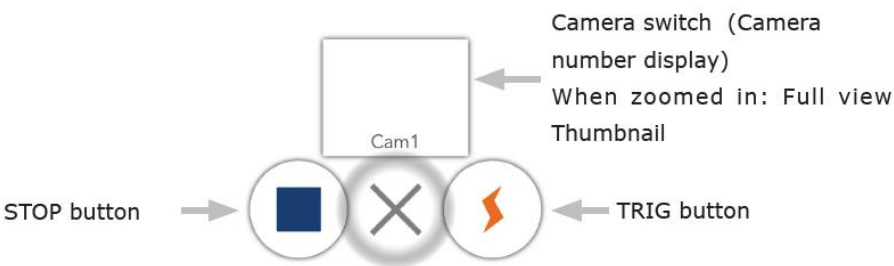 Camera switch (Camera
number display)
When zoomed in: Full view
Thumbnail
Cam1
STOP button
TRIG button